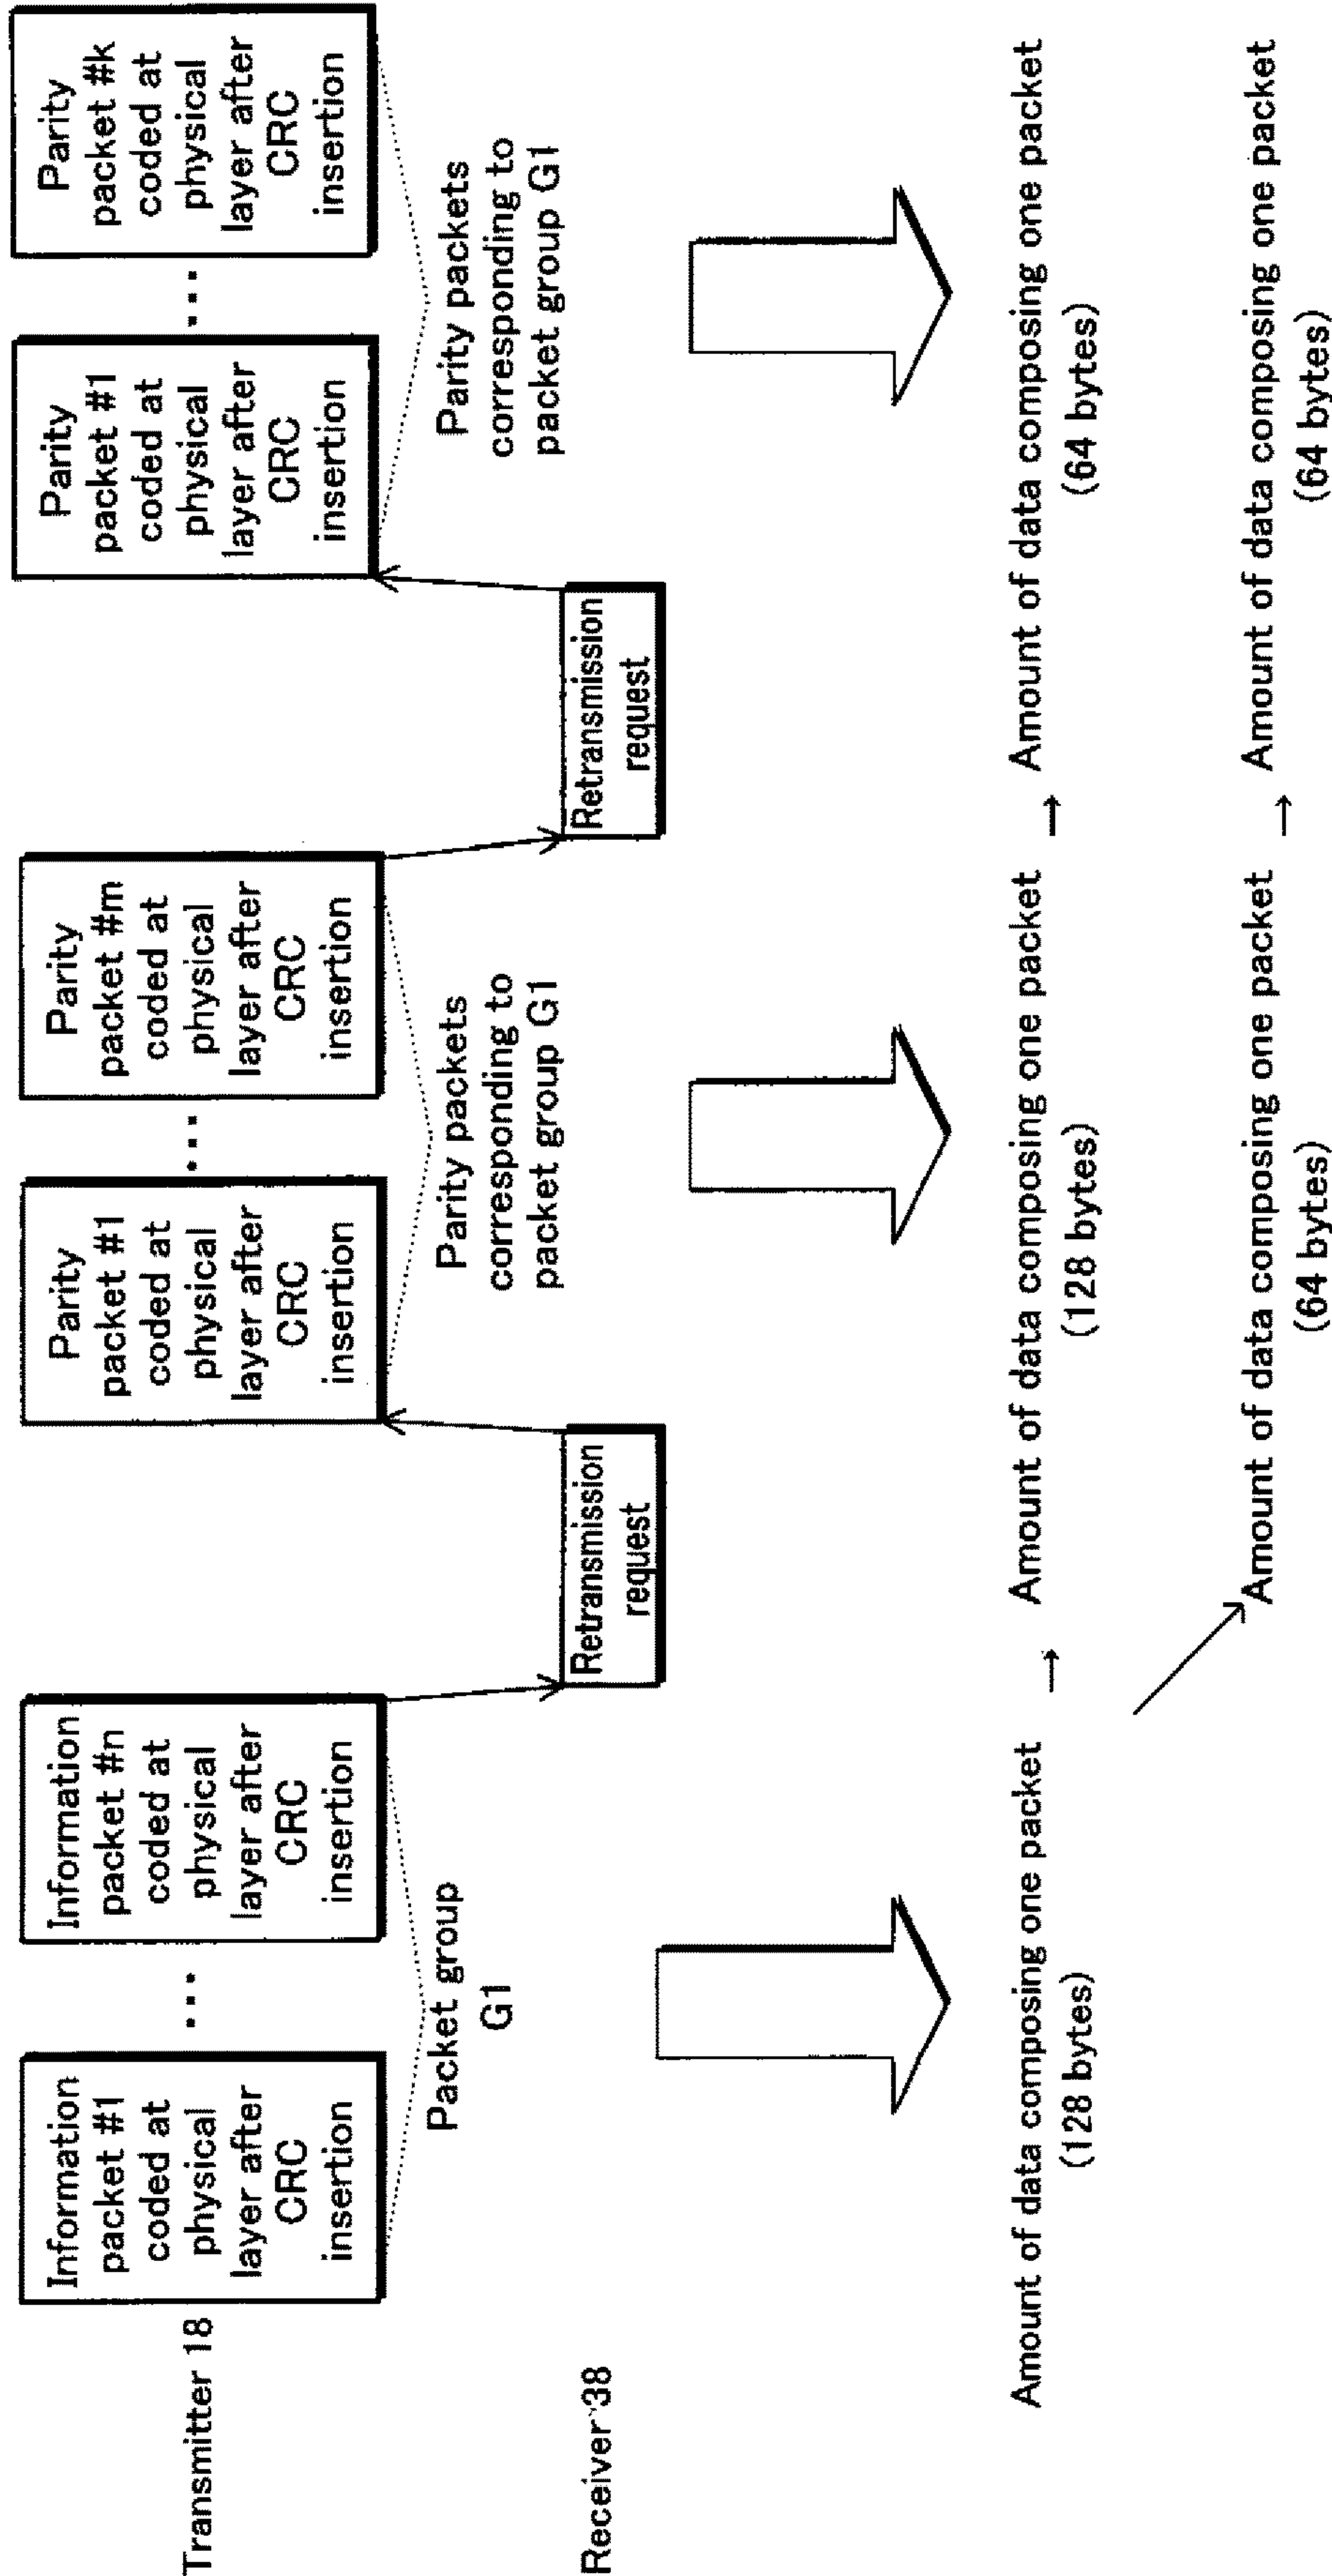 Transmitter 18
Information
packet #1
coded at
physical
layer after
CRC
insertion
...
Information
packet #n
coded at
physical
layer after
CRC
insertion
Packet group
G1
Parity
packet #1
coded at
physical
layer after
CRC
insertion
...
Parity
packet #m
coded at
physical
layer after
CRC
insertion
Parity packets
corresponding to
packet group G1
Parity
packet #1
coded at
physical
layer after
CRC
insertion
...
Parity
packet #k
coded at
physical
layer after
CRC
insertion
Parity packets
corresponding to
packet group G1
Receiver 38
Retransmission
request
Retransmission
request
Amount of data composing one packet
(128 bytes)
→
Amount of data composing one packet
(128 bytes)
→
Amount of data composing one packet
(64 bytes)
Amount of data composing one packet
(64 bytes)
→
Amount of data composing one packet
(64 bytes)